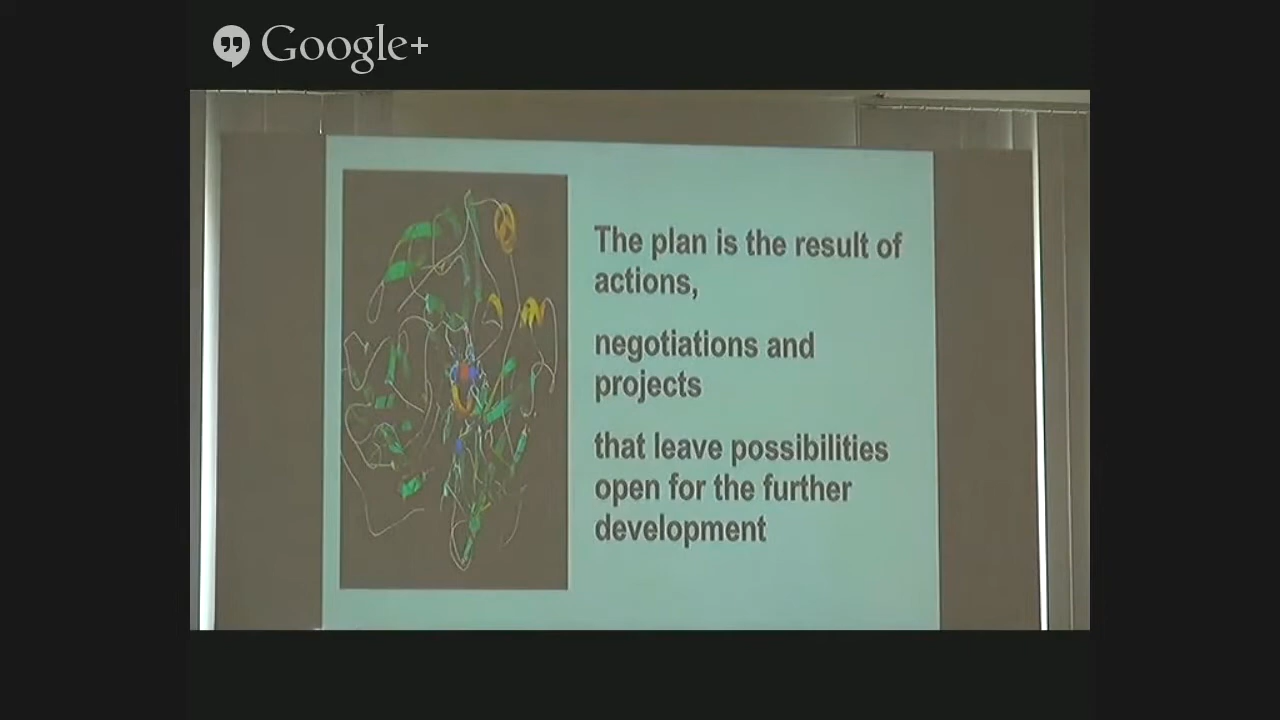 Google+
The plan is the result of
actions,
negotiations and
projects
that leave possibilities
open for the further
development